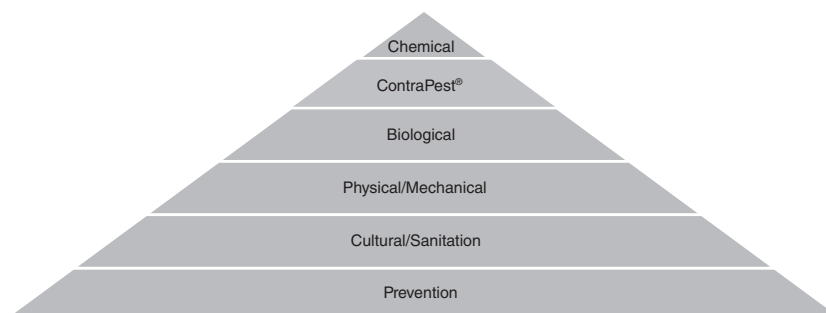 Chemical
ContraPest®
Biological
Physical/Mechanical
Cultural/Sanitation
Prevention